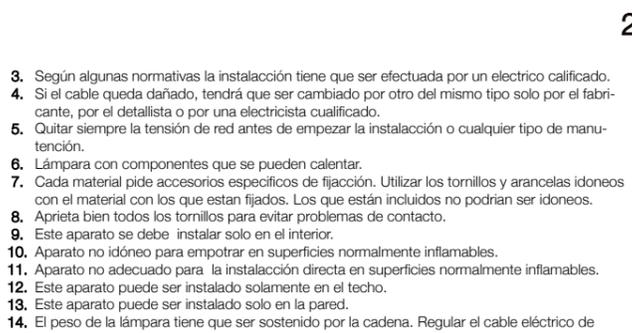 2
3. Según algunas normativas la instalacción tiene que ser efectuada por un electrico calificado.
4. Si el cable queda dañado, tendrá que ser cambiado por otro del mismo tipo solo por el fabri-
cante, por el detallista o por una electricista cualificado.
5. Quitar siempre la tensión de red antes de empezar la instalacción o cualquier tipo de manu-
tención.
6. Lámpara con componentes que se pueden calentar.
7. Cada material pide accesorios especificos de fijacción. Utilizar los tornillos y arancelas idoneos
con el material con los que estan fijados. Los que están incluidos no podrian ser idoneos.
8. Aprieta bien todos los tornillos para evitar problemas de contacto.
9. Este aparato se debe instalar solo en el interior.
10. Aparato no idóneo para empotrar en superficies normalmente inflamables.
11. Aparato no adecuado para la instalacción directa en superficies normalmente inflamables.
12. Este aparato puede ser instalado solamente en el techo.
13. Este aparato puede ser instalado solo en la pared.
14. El peso de la lámpara tiene que ser sostenido por la cadena. Regular el cable eléctrico de